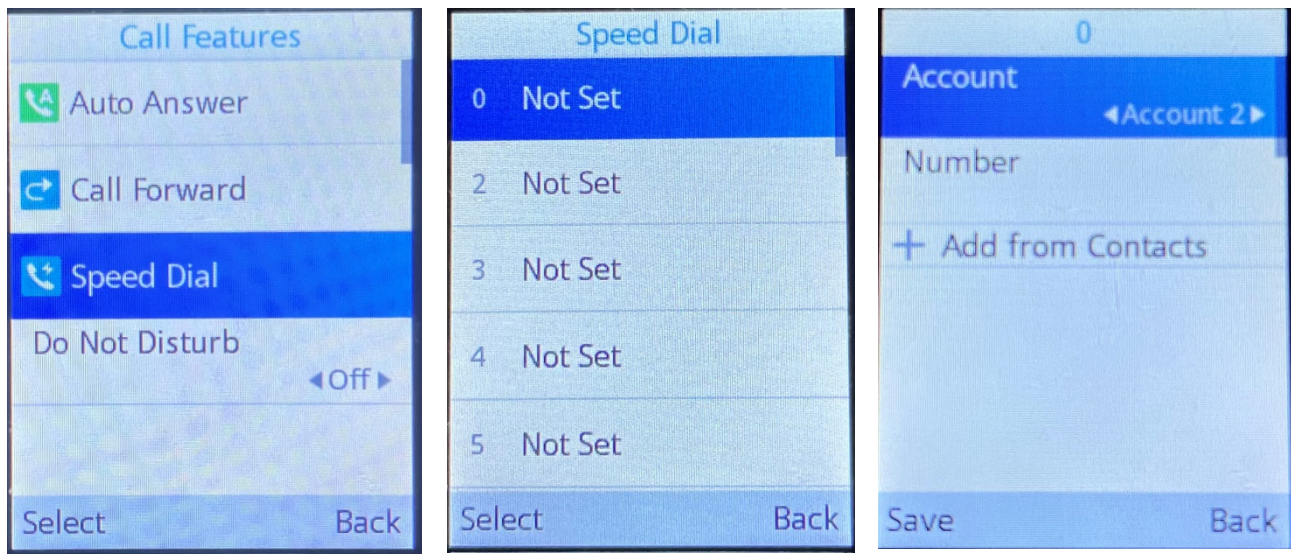 Call Features
Auto Answer
Call Forward
Speed Dial
Do Not Disturb
Off
Select Back
Speed Dial
0 Not Set
2 Not Set
3 Not Set
4 Not Set
5 Not Set
Select Back
0
Account
Account 2
Number
+ Add from Contacts
Save Back